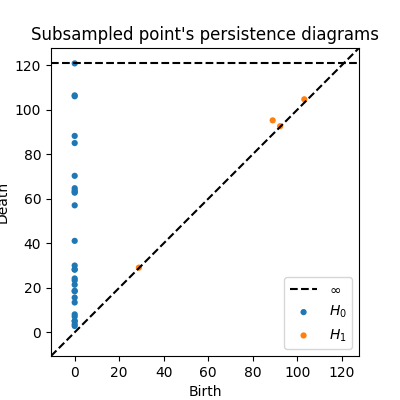 Subsampled point's persistence diagrams
120
100
80
60
40
20
0
Death
0 20 40 60 80 100 120
Birth
∞
H₀
H₁